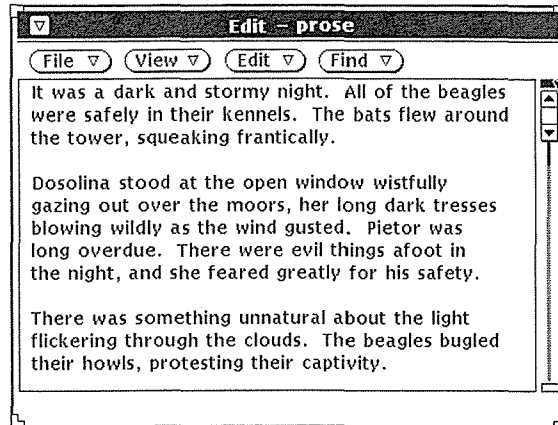 Edit – prose
File View Edit Find
It was a dark and stormy night. All of the beagles
were safely in their kennels. The bats flew around
the tower, squeaking frantically.
Dosolina stood at the open window wistfully
gazing out over the moors, her long dark tresses
blowing wildly as the wind gusted. Pietor was
long overdue. There were evil things afoot in
the night, and she feared greatly for his safety.
There was something unnatural about the light
flickering through the clouds. The beagles bugled
their howls, protesting their captivity.